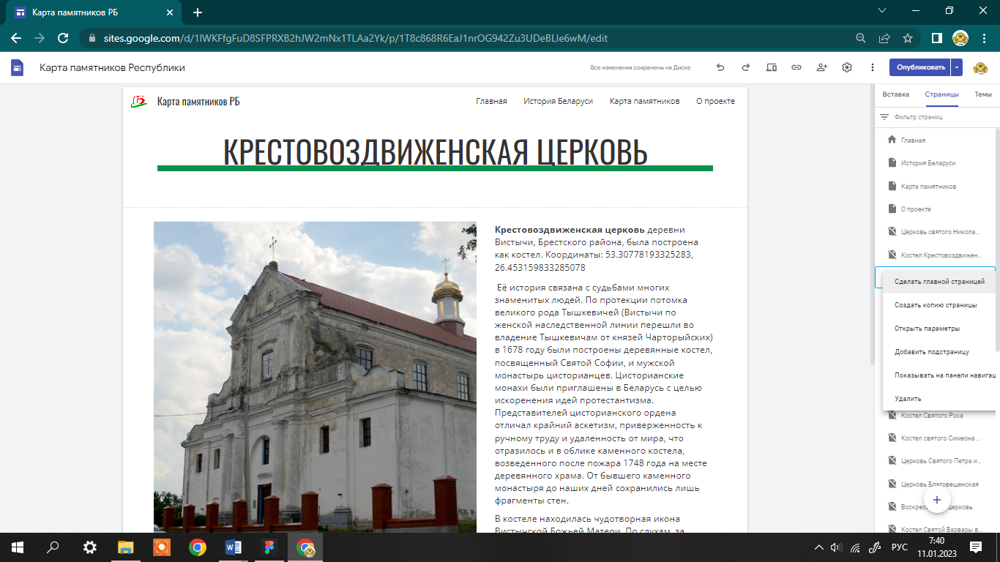 Карта памятников РБ
sites.google.com/d/1IWKFfgFuD8SFPRXB2hJW2mNx1TLAa2Yk/p/1T8c868R6EaJ1nrOG942Zu3UDeBLIe6wM/edit
Карта памятников Республики
Все изменения сохранены на Диске
Опубликовать
Карта памятников РБ
Главная
История Беларуси
Карта памятников
О проекте
КРЕСТОВОЗДВИЖЕНСКАЯ ЦЕРКОВЬ
Крестовоздвиженская церковь деревни
Вистычи, Брестского района, была построена
как костел. Координаты: 53.30778193325283,
26.453159833285078
Её история связана с судьбами многих
знаменитых людей. По протекции потомка
великого рода Тышкевичей (Вистычи по
женской наследственной линии перешли во
владение Тышкевичам от князей Чарторыйских)
в 1678 году были построены деревянные костел,
посвященный Святой Софии, и мужской
монастырь цисторианцев. Цисторианские
монахи были приглашены в Беларусь с целью
искоренения идей протестантизма.
Представителей цисторианского ордена
отличал крайний аскетизм, приверженность к
ручному труду и удаленность от мира, что
отразилось и в облике каменного костела,
возведенного после пожара 1748 года на месте
деревянного храма. От бывшего каменного
монастыря до наших дней сохранились лишь
фрагменты стен.
В костеле находилась чудотворная икона
Вистычской Божьей Матери. По слухам, за
Вставка
Страницы
Темы
Фильтр страниц
Главная
История Беларуси
Карта памятников
О проекте
Церковь святого Никола...
Костел Крестовоздвижен...
Сделать главной страницей
Создать копию страницы
Открыть параметры
Добавить подстраницу
Показывать на панели навигац
Удалить
Костел Святого Роха
Костел святого Симеона ...
Церковь Святого Петра и...
Церковь Бляговещенская
Воскрес церковь
Костел Святой Варвары в...
РУС
7:40
11.01.2023